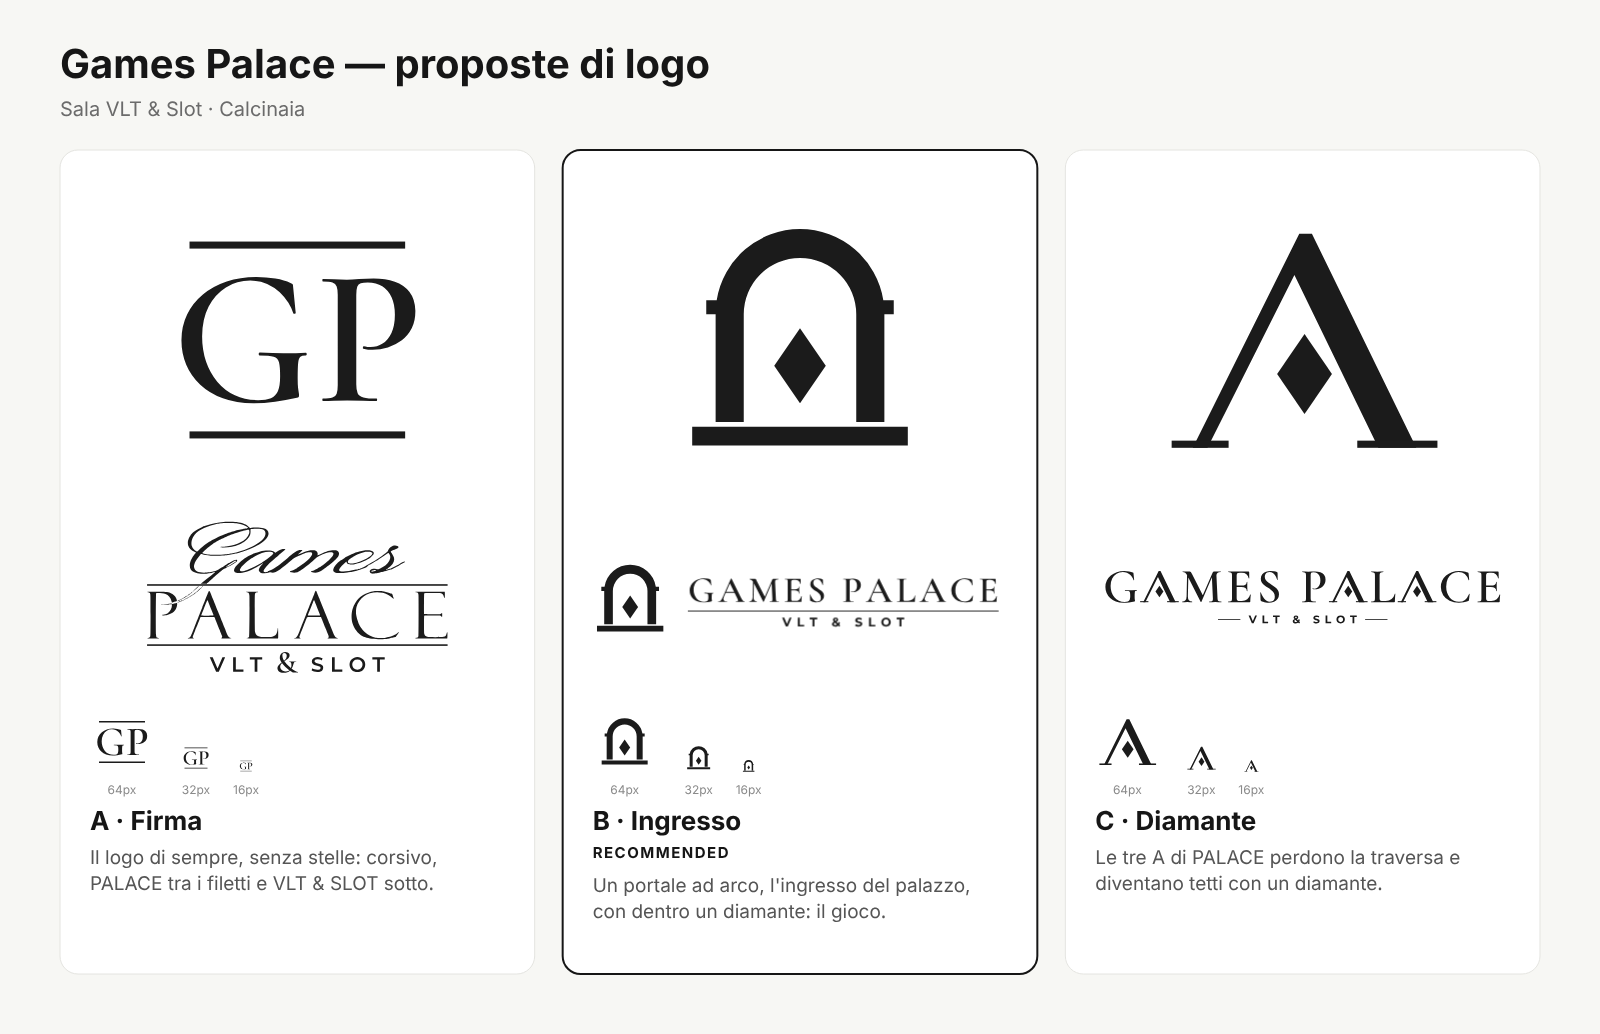 Games Palace — proposte di logo
Sala VLT & Slot · Calcinaia
GP
Games
PALACE
VLT & SLOT
GP
GP
GP
64px
32px
16px
A · Firma
Il logo di sempre, senza stelle: corsivo,
PALACE tra i filetti e VLT & SLOT sotto.
GAMES PALACE
VLT & SLOT
64px
32px
16px
B · Ingresso
RECOMMENDED
Un portale ad arco, l'ingresso del palazzo,
con dentro un diamante: il gioco.
A
GAMES PALACE
VLT & SLOT
A
A
A
64px
32px
16px
C · Diamante
Le tre A di PALACE perdono la traversa e
diventano tetti con un diamante.